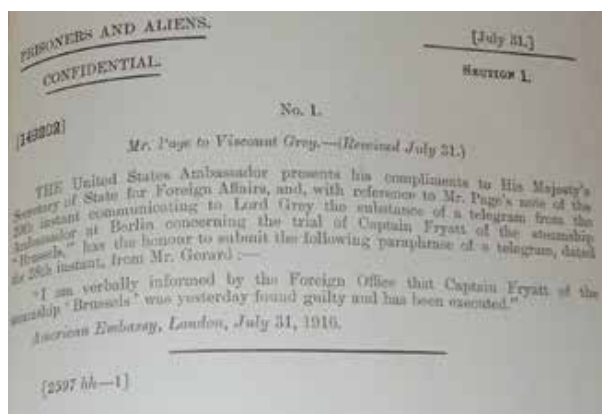 PRISONERS AND ALIENS.
[July 31.]
CONFIDENTIAL.
SECTION 1.
No. 1.
[149202]
Mr. Page to Viscount Grey.—(Received July 31.)
THE United States Ambassador presents his compliments to His Majesty's
Secretary of State for Foreign Affairs, and, with reference to Mr. Page's note of the
29th instant communicating to Lord Grey the substance of a telegram from the
Ambassador at Berlin concerning the trial of Captain Fryatt of the steamship
"Brussels," has the honour to submit the following paraphrase of a telegram, dated
the 28th instant, from Mr. Gerard:—
"I am verbally informed by the Foreign Office that Captain Fryatt of the
steamship 'Brussels' was yesterday found guilty and has been executed."
American Embassy, London, July 31, 1916.
[2597 hh—1]